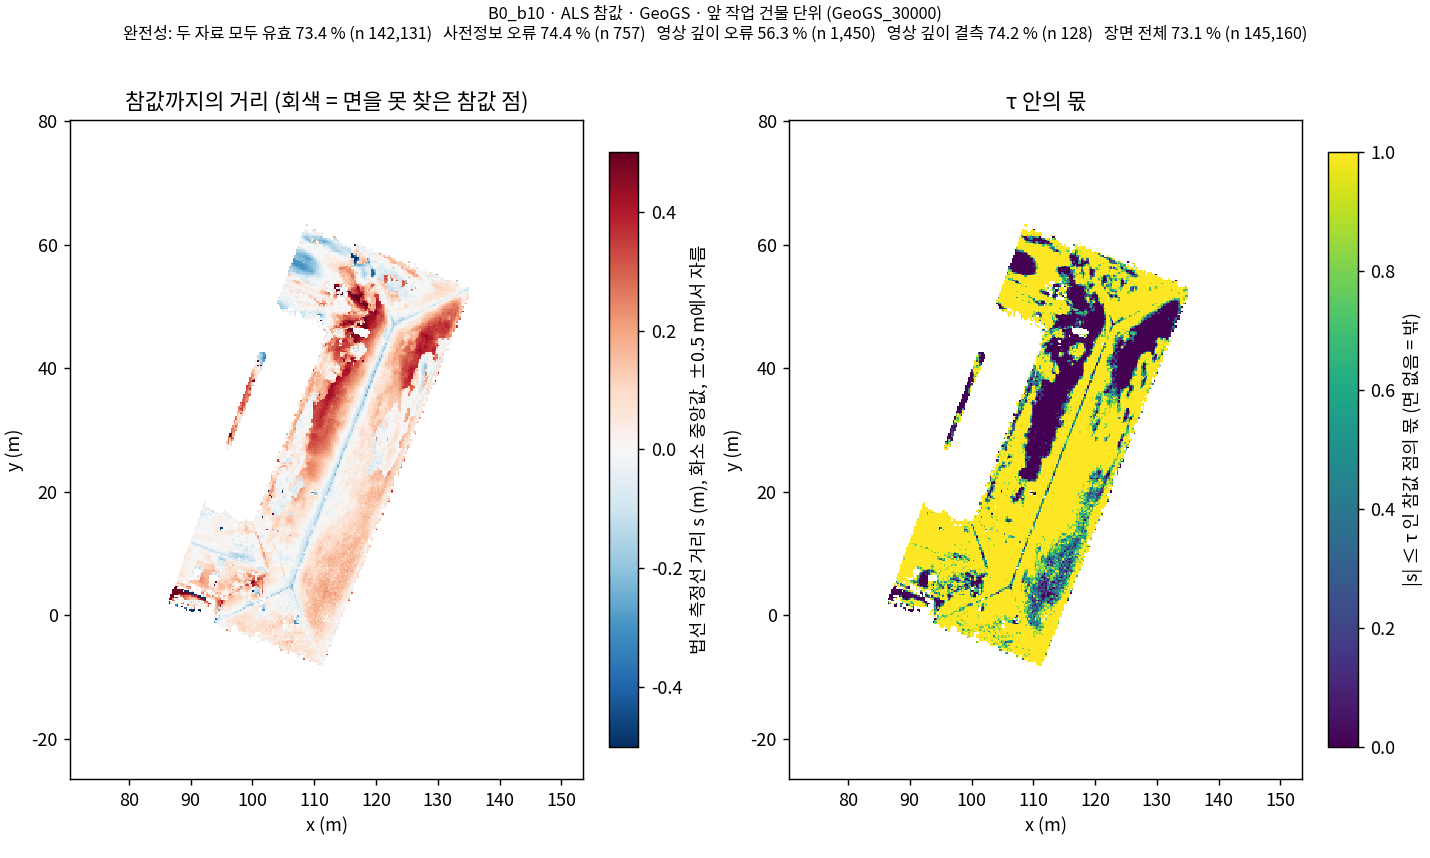 B0_b10 · ALS 참값 · GeoGS · 앞 작업 건물 단위 (GeoGS_30000)
완전성: 두 자료 모두 유효 73.4 % (n 142,131)   사전정보 오류 74.4 % (n 757)   영상 깊이 오류 56.3 % (n 1,450)   영상 깊이 결측 74.2 % (n 128)   장면 전체 73.1 % (n 145,160)
참값까지의 거리 (회색 = 면을 못 찾은 참값 점)
80
60
40
20
0
-20
y (m)
80 90 100 110 120 130 140 150
x (m)
0.4
0.2
0.0
-0.2
-0.4
법선 측정선 거리 s (m), 화소 중앙값, ±0.5 m에서 자름
τ 안의 몫
80
60
40
20
0
-20
y (m)
80 90 100 110 120 130 140 150
x (m)
1.0
0.8
0.6
0.4
0.2
0.0
|s| ≤ τ 인 참값 점의 몫 (면 없음 = 밖)